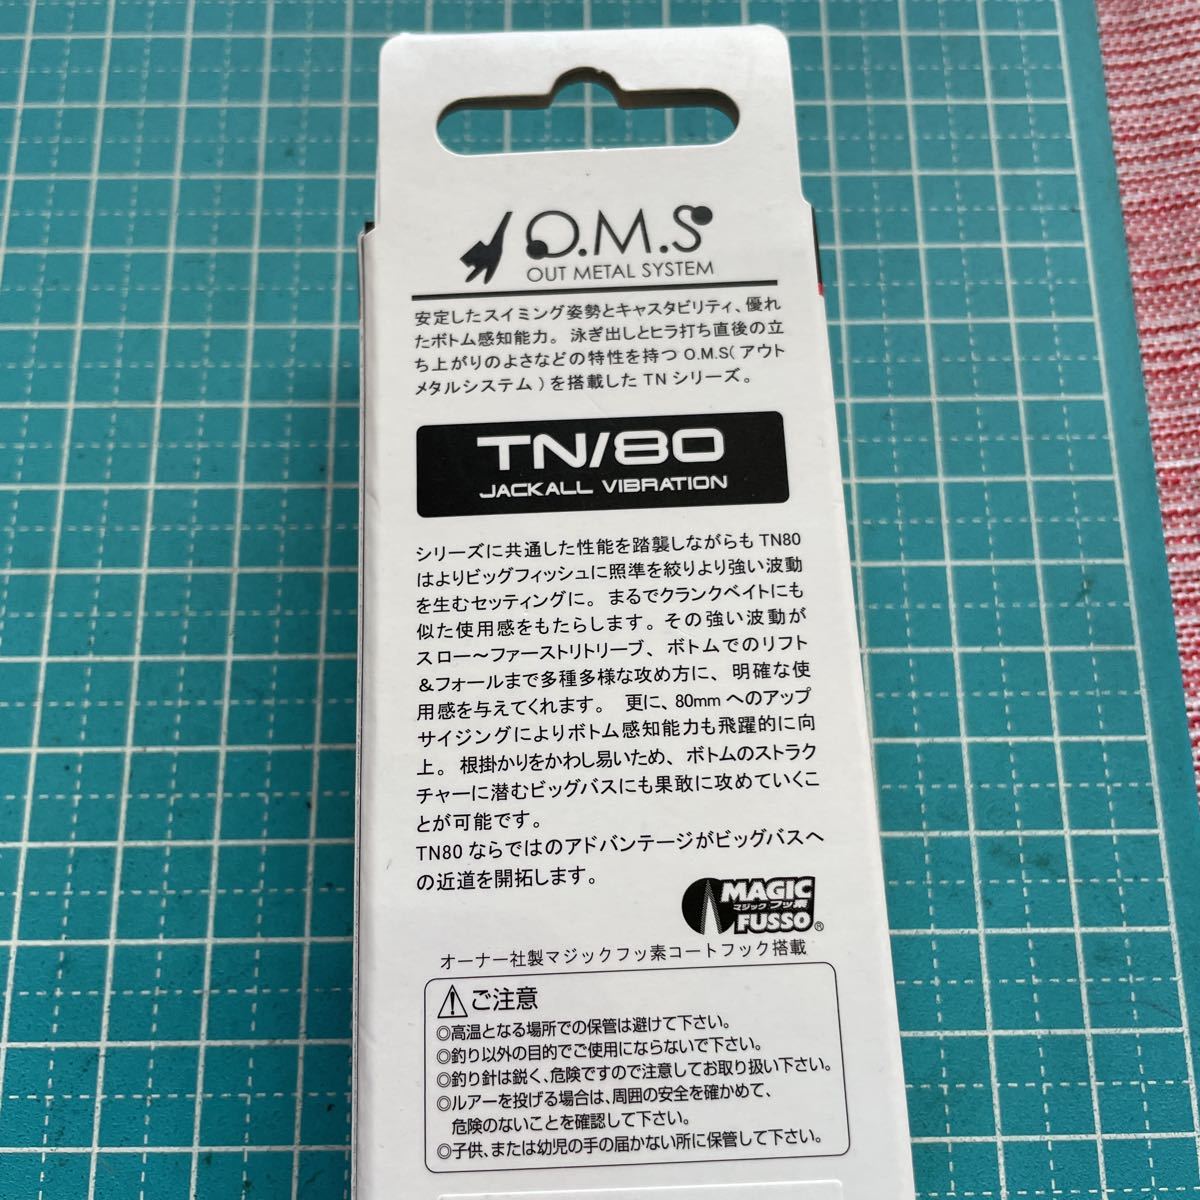 O.M.S
OUT METAL SYSTEM
安定したスイミング姿勢とキャスタビリティ、優れ
たボトム感知能力。泳ぎ出しとヒラ打ち直後の立
ち上がりのよさなどの特性を持つ O.M.S(アウト
メタルシステム)を搭載した TN シリーズ。
TN/80
JACKALL VIBRATION
シリーズに共通した性能を踏襲しながらも TN80
はよりビッグフィッシュに照準を絞りより強い波動
を生むセッティングに。まるでクランクベイトにも
似た使用感をもたらします。その強い波動が
スロー〜ファーストリトリーブ、ボトムでのリフト
&フォールまで多種多様な攻め方に、明確な使
用感を与えてくれます。 更に、80mm へのアップ
サイジングによりボトム感知能力も飛躍的に向
上。根掛かりをかわし易いため、ボトムのストラク
チャーに潜むビッグバスにも果敢に攻めていくこ
とが可能です。
TN80 ならではのアドバンテージがビッグバスへ
の近道を開拓します。
MAGIC
マジック フッ素
FUSSO®
オーナー社製マジックフッ素コートフック搭載
ご注意
◎高温となる場所での保管は避けて下さい。
◎釣り以外の目的でご使用にならないで下さい。
◎釣り針は鋭く、危険ですので注意してお取り扱い下さい。
◎ルアーを投げる場合は、周囲の安全を確かめて、
危険のないことを確認して下さい。
◎子供、または幼児の手の届かない所に保管して下さい。